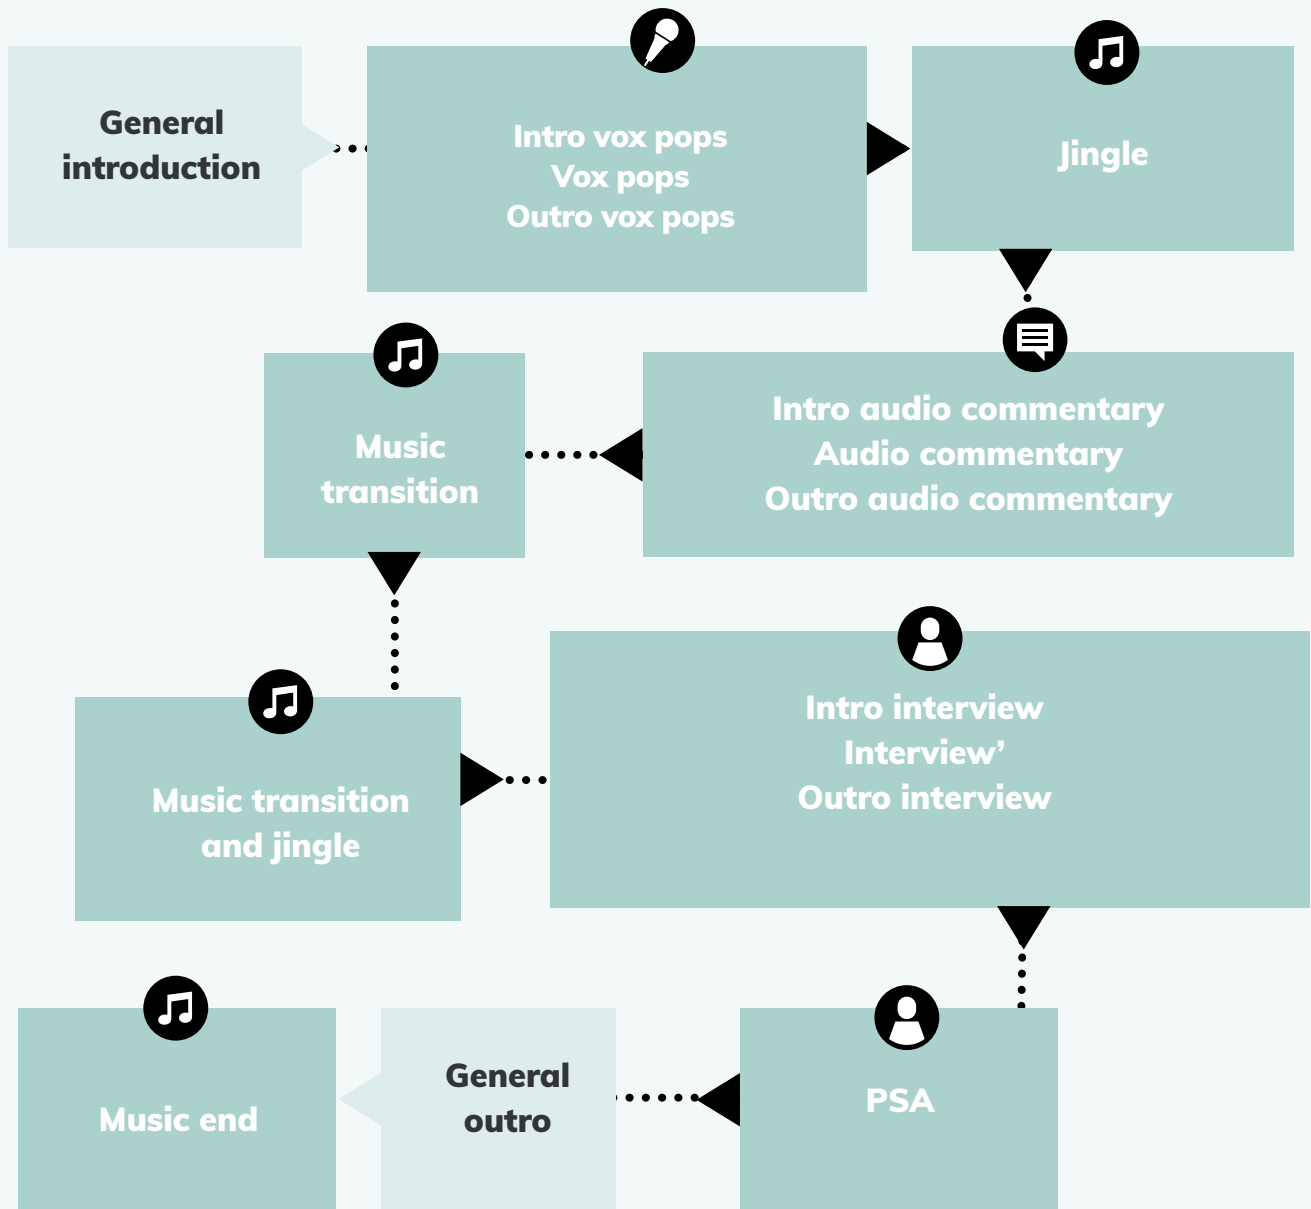 General
introduction
Intro vox pops
Vox pops
Outro vox pops
Jingle
Intro audio commentary
Audio commentary
Outro audio commentary
Music
transition
Music transition
and jingle
Intro interview
Interview’
Outro interview
PSA
General
outro
Music end